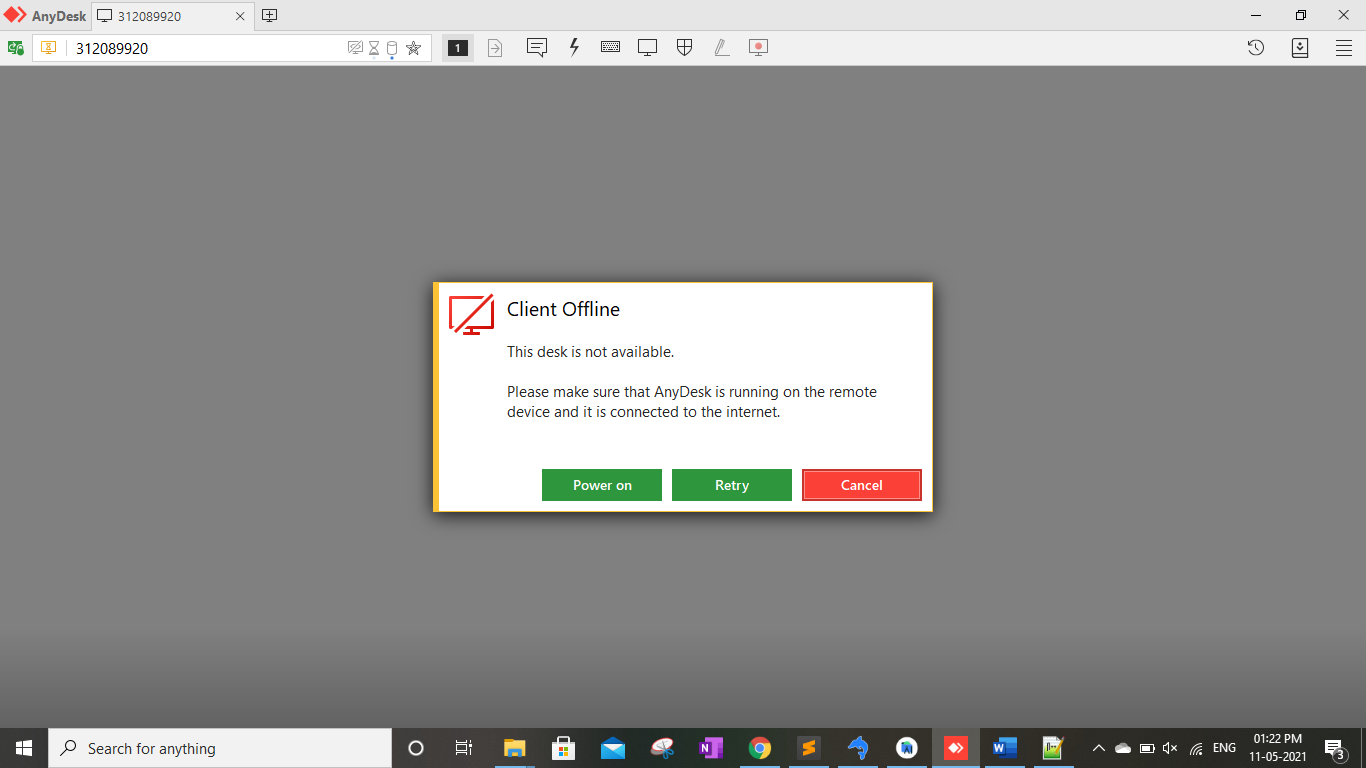 AnyDesk
312089920
312089920
1
Client Offline
This desk is not available.
Please make sure that AnyDesk is running on the remote
device and it is connected to the internet.
Power on
Retry
Cancel
Search for anything
N
W
ENG
01:22 PM
11-05-2021
3